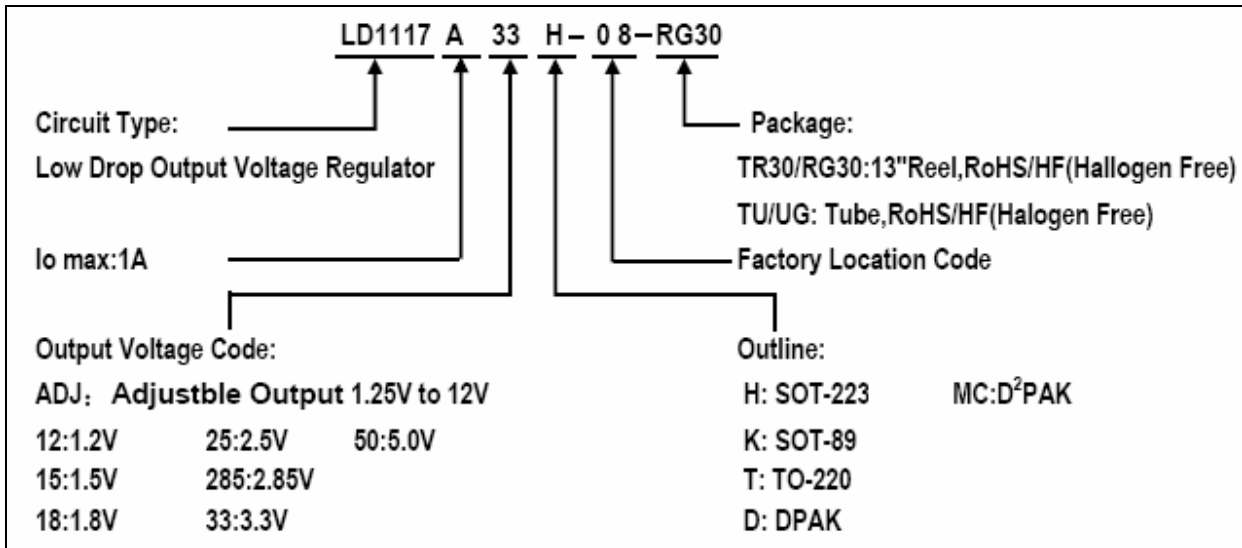 LD1117 A 33 H – 0 8 – RG30
Circuit Type:
Low Drop Output Voltage Regulator
Package:
TR30/RG30:13"Reel,RoHS/HF(Hallogen Free)
TU/UG: Tube,RoHS/HF(Halogen Free)
Io max:1A
Factory Location Code
Output Voltage Code:
ADJ：Adjustble Output 1.25V to 12V
12:1.2V 25:2.5V 50:5.0V
15:1.5V 285:2.85V
18:1.8V 33:3.3V
Outline:
H: SOT-223 MC:D²PAK
K: SOT-89
T: TO-220
D: DPAK